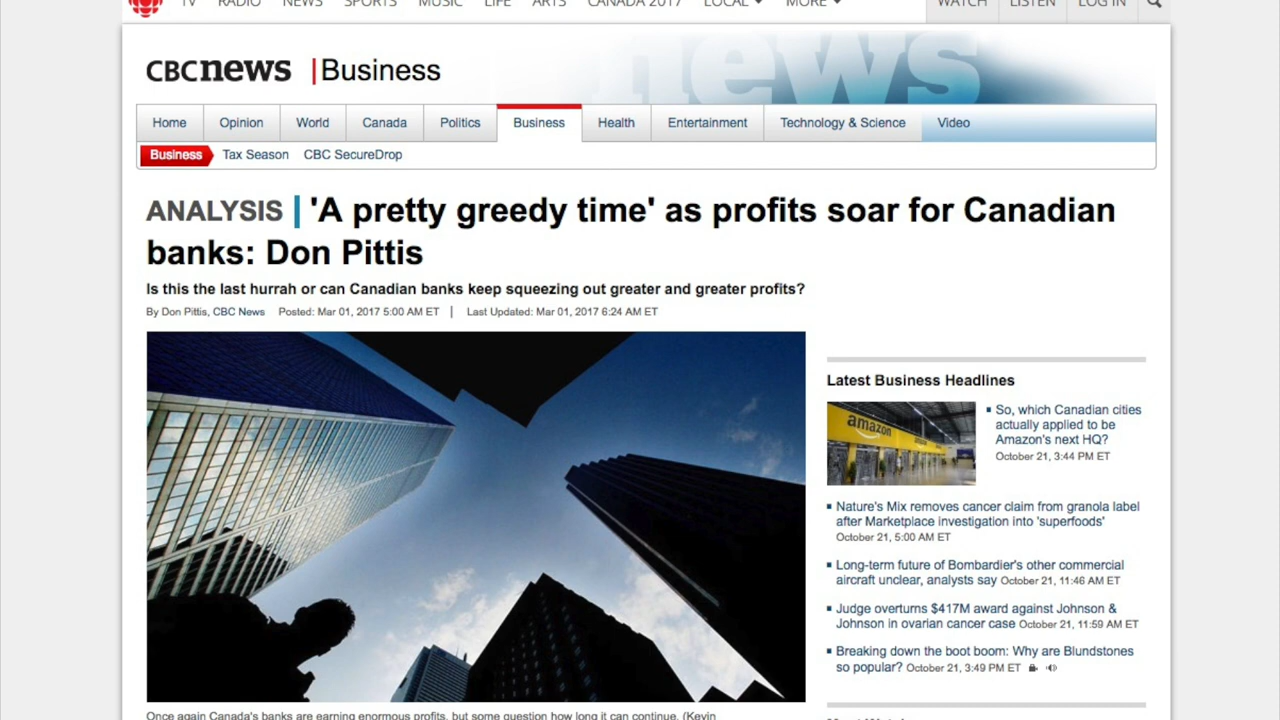 TV RADIO NEWS SPORTS MUSIC LIFE ARTS CANADA 2017 LOCAL MORE WATCH LISTEN LOG IN
news
CBCnews | Business
Home Opinion World Canada Politics Business Health Entertainment Technology & Science Video
Business Tax Season CBC SecureDrop
ANALYSIS | 'A pretty greedy time' as profits soar for Canadian
banks: Don Pittis
Is this the last hurrah or can Canadian banks keep squeezing out greater and greater profits?
By Don Pittis, CBC News Posted: Mar 01, 2017 5:00 AM ET | Last Updated: Mar 01, 2017 6:24 AM ET
Once again Canada's banks are earning enormous profits, but some question how long it can continue. (Kevin
Latest Business Headlines
amazon
So, which Canadian cities
actually applied to be
Amazon's next HQ?
October 21, 3:44 PM ET
Nature's Mix removes cancer claim from granola label
after Marketplace investigation into 'superfoods'
October 21, 5:00 AM ET
Long-term future of Bombardier's other commercial
aircraft unclear, analysts say October 21, 11:46 AM ET
Judge overturns $417M award against Johnson &
Johnson in ovarian cancer case October 21, 11:59 AM ET
Breaking down the boot boom: Why are Blundstones
so popular? October 21, 3:49 PM ET